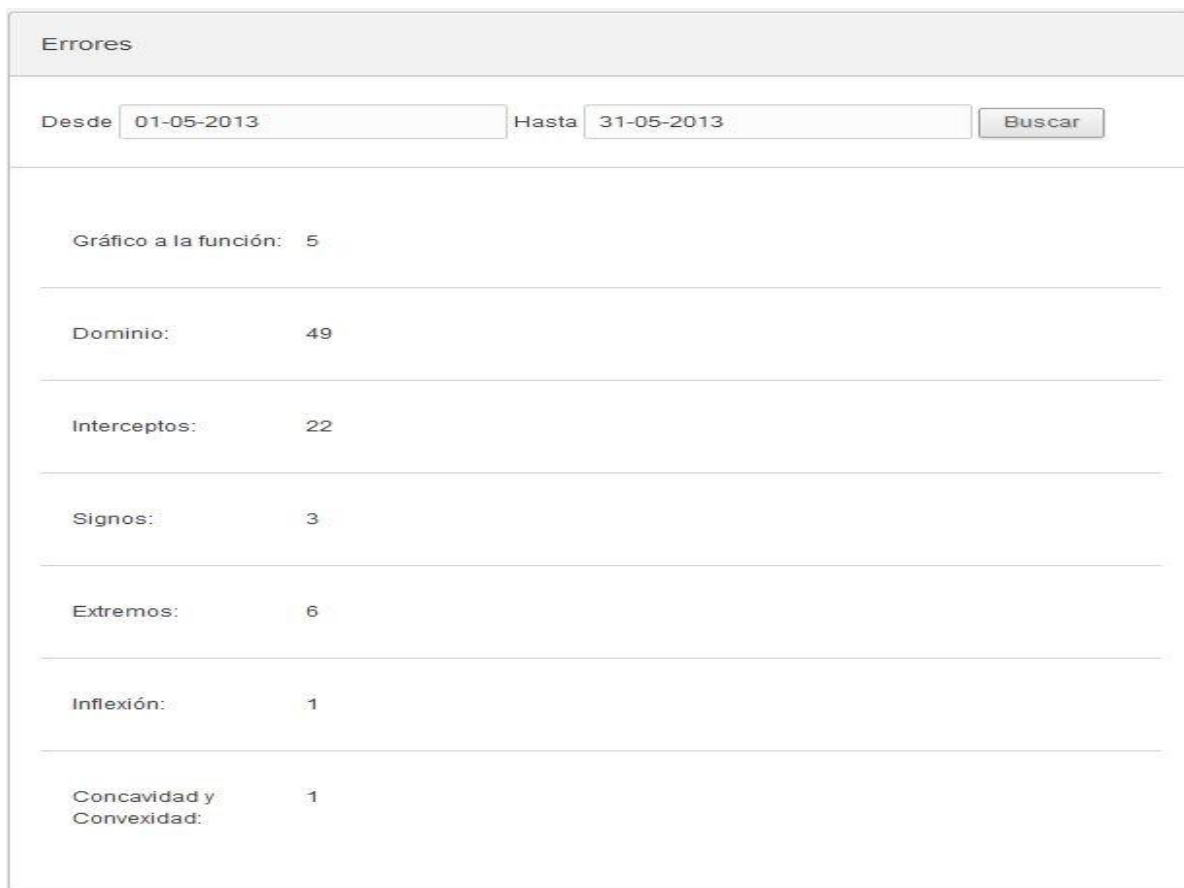 Errores
Desde 01-05-2013 Hasta 31-05-2013 Buscar
Gráfico a la función: 5
Dominio: 49
Interceptos: 22
Signos: 3
Extremos: 6
Inflexión: 1
Concavidad y 1
Convexidad: